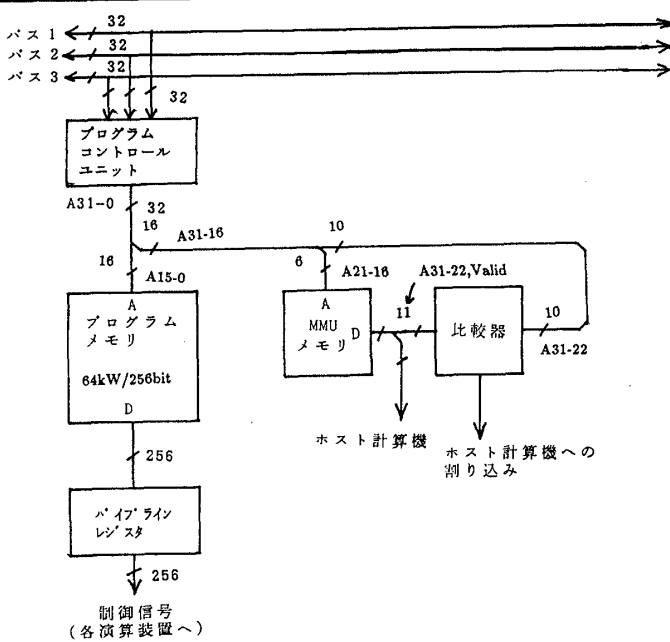 バス1
32
バス2
32
バス3
32
32
プログラム
コントロール
ユニット
A31-0
32
16
A31-16
10
16
A15-0
6
A21-16
A31-22,Valid
A
プログラム
メモリ
64kW/256bit
D
A
MMU
メモリ
D
11
比較器
10
A31-22
ホスト計算機
ホスト計算機への
割り込み
256
パイプライン
レジスタ
256
制御信号
(各演算装置へ)